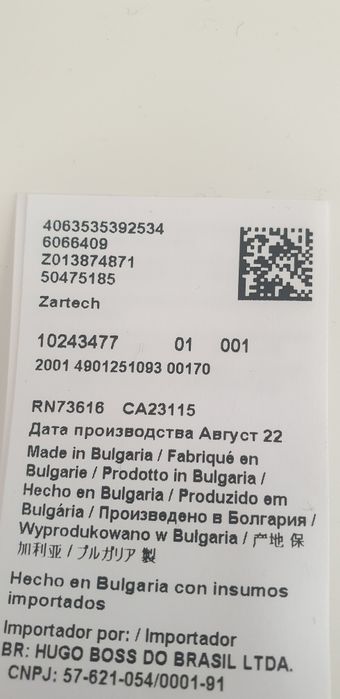 4063535392534
6066409
Z013874871
50475185
Zartech
10243477 01 001
2001 4901251093 00170
RN73616 CA23115
Дата производства Август 22
Made in Bulgaria / Fabriqué en
Bulgarie / Prodotto in Bulgaria /
Hecho en Bulgaria / Produzido em
Bulgária / Произведено в Болгария /
Wyprodukowano w Bulgaria / 产地 保
加利亚 / ブルガリア 製
Hecho en Bulgaria con insumos
importados
Importador por: / Importador
BR: HUGO BOSS DO BRASIL LTDA.
CNPJ: 57-621-054/0001-91